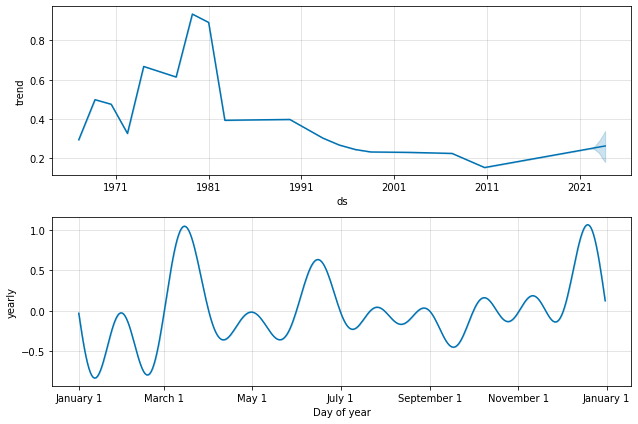 0.8
0.6
0.4
0.2
trend
1971 1981 1991 2001 2011 2021
ds
1.0
0.5
0.0
−0.5
yearly
January 1 March 1 May 1 July 1 September 1 November 1 January 1
Day of year